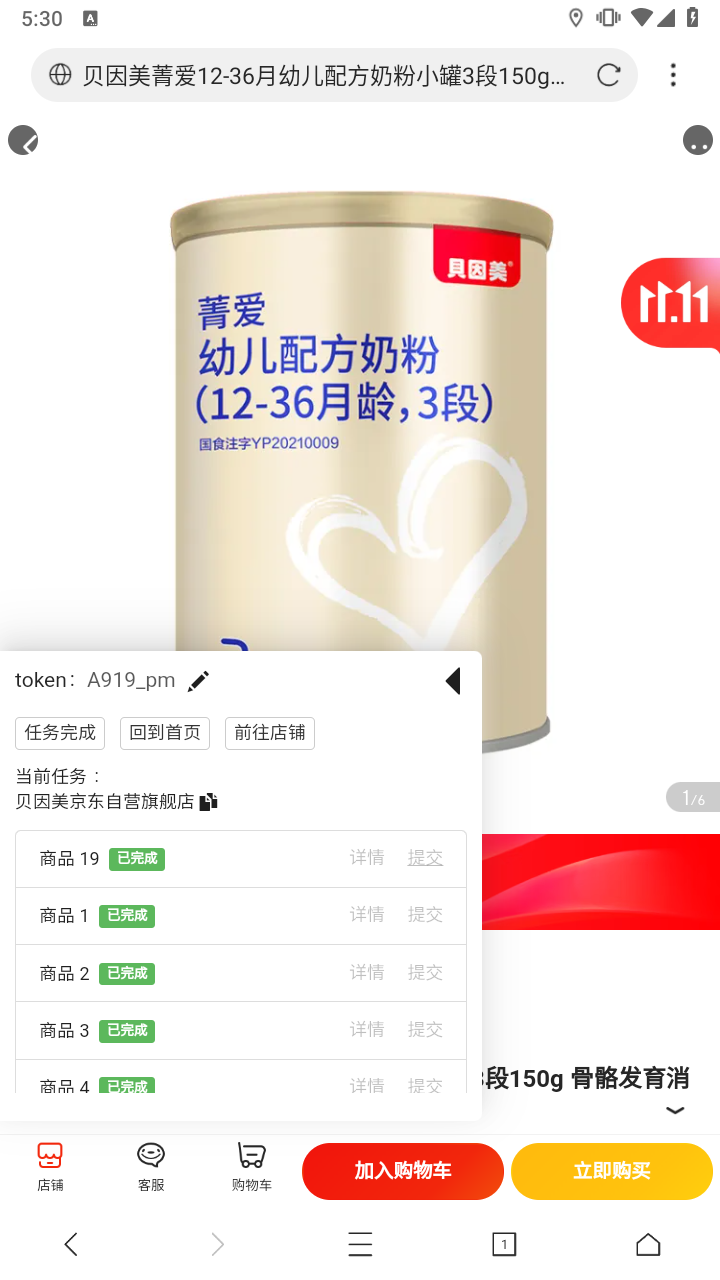 5:30
A
贝因美菁爱12-36月幼儿配方奶粉小罐3段150g...
貝因美®
11.11
菁爱
幼儿配方奶粉
(12-36月龄,3段)
国食注字YP20210009
token: A919_pm
任务完成 回到首页 前往店铺
当前任务：
贝因美京东自营旗舰店
1/6
商品 19 已完成 详情 提交
商品 1 已完成 详情 提交
商品 2 已完成 详情 提交
商品 3 已完成 详情 提交
商品 4 已完成 详情 提交
3段150g 骨骼发育消
店铺 客服 购物车 加入购物车 立即购买
1